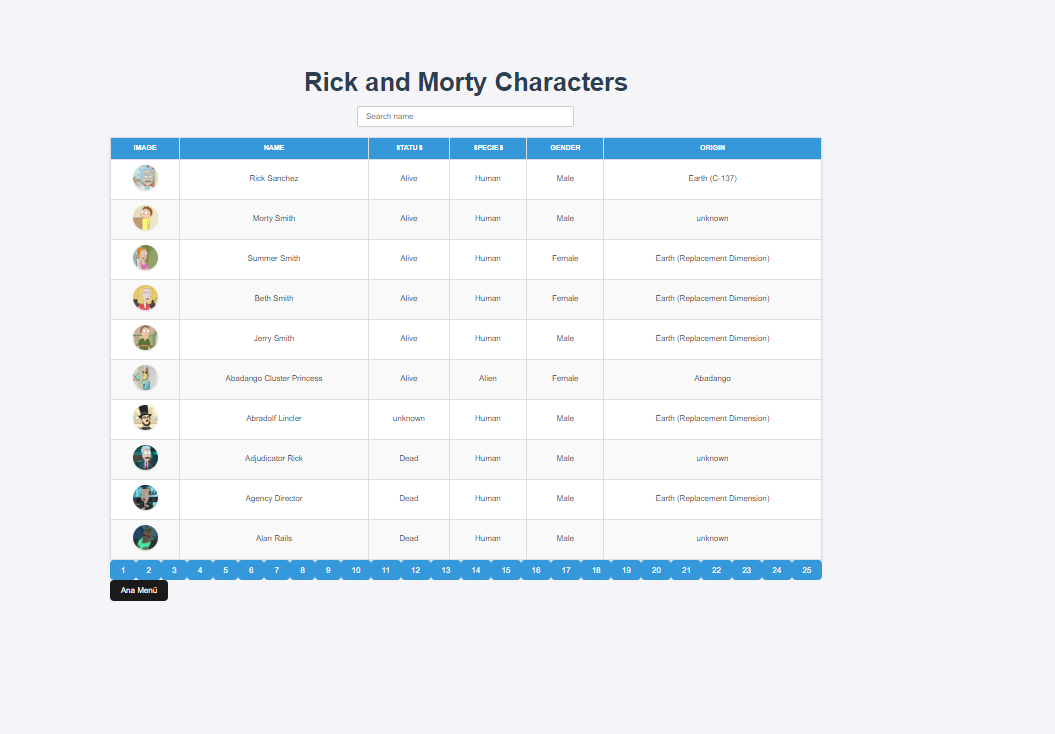 Rick and Morty Characters
Search name
IMAGE NAME STATUS SPECIES GENDER ORIGIN
Rick Sanchez Alive Human Male Earth (C-137)
Morty Smith Alive Human Male unknown
Summer Smith Alive Human Female Earth (Replacement Dimension)
Beth Smith Alive Human Female Earth (Replacement Dimension)
Jerry Smith Alive Human Male Earth (Replacement Dimension)
Abadango Cluster Princess Alive Alien Female Abadango
Abradolf Lincler unknown Human Male Earth (Replacement Dimension)
Adjudicator Rick Dead Human Male unknown
Agency Director Dead Human Male Earth (Replacement Dimension)
Alan Rails Dead Human Male unknown
1 2 3 4 5 6 7 8 9 10 11 12 13 14 15 16 17 18 19 20 21 22 23 24 25
Ana Menü